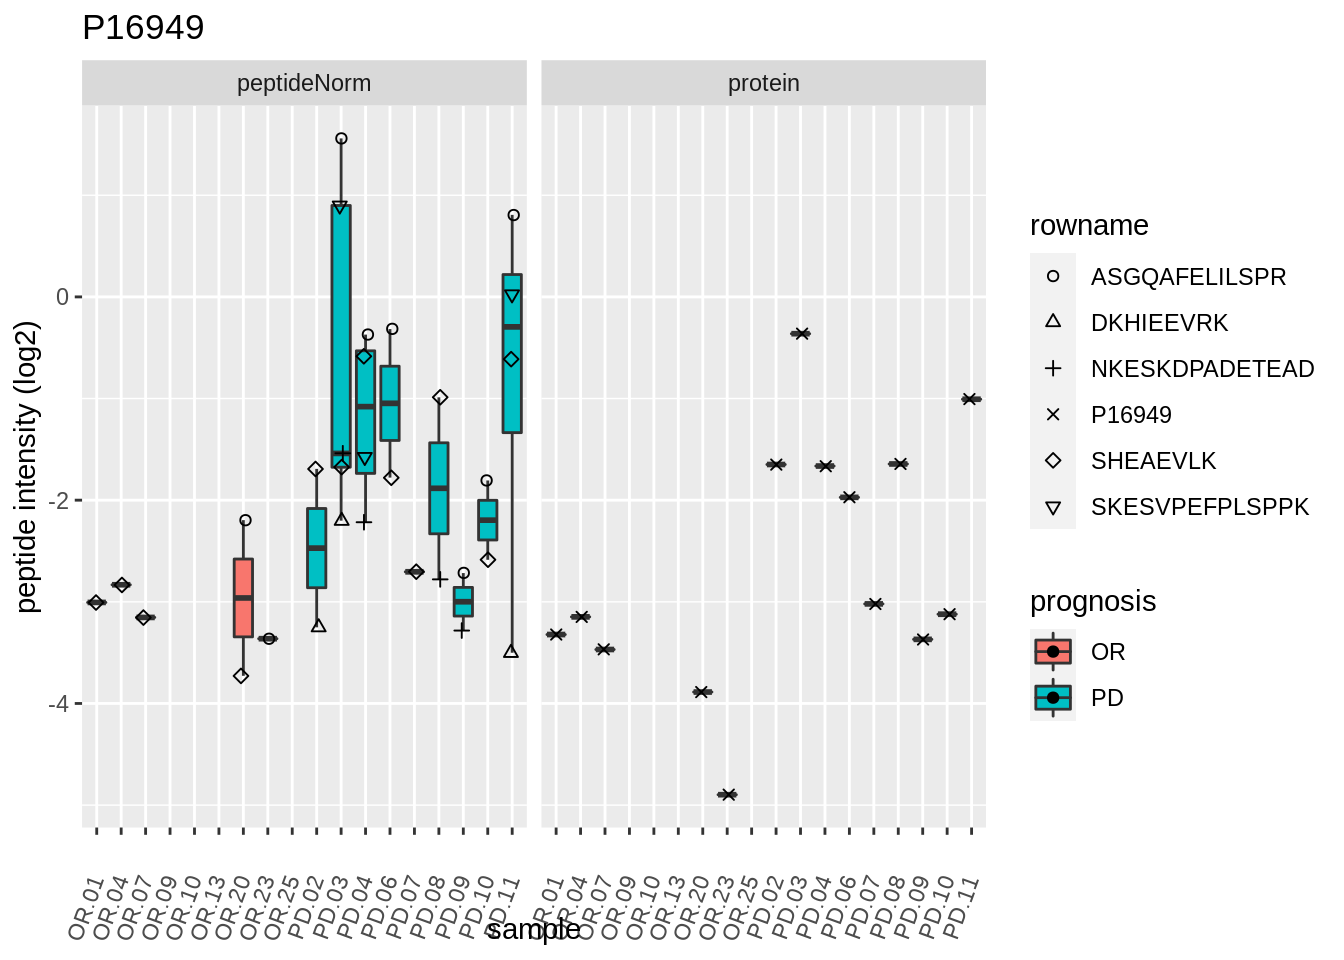 P16949
peptideNorm
protein
peptide intensity (log2)
0
-2
-4
OR.01
OR.04
OR.07
OR.09
OR.10
OR.13
OR.20
OR.23
OR.25
PD.02
PD.03
PD.04
PD.06
PD.07
PD.08
PD.09
PD.10
PD.11
OR.01
OR.04
OR.07
OR.09
OR.10
OR.13
OR.20
OR.23
OR.25
PD.02
PD.03
PD.04
PD.06
PD.07
PD.08
PD.09
PD.10
PD.11
sample
rowname
ASGQAFELILSPR
DKHIEEVRK
NKESKDPADETEAD
P16949
SHEAEVLK
SKESVPEFPLSPPK
prognosis
OR
PD